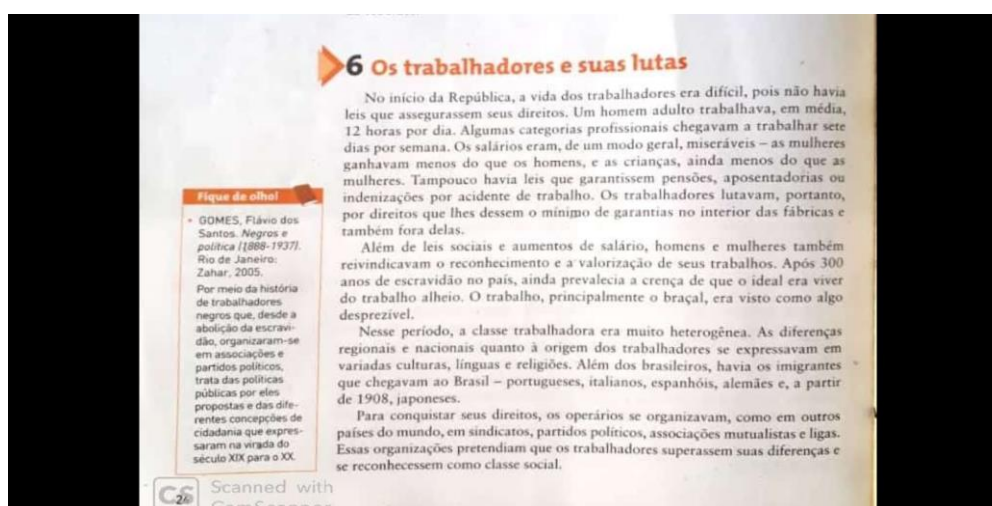 6 Os trabalhadores e suas lutas
No início da República, a vida dos trabalhadores era difícil, pois não havia
leis que assegurassem seus direitos. Um homem adulto trabalhava, em média,
12 horas por dia. Algumas categorias profissionais chegavam a trabalhar sete
dias por semana. Os salários eram, de um modo geral, miseráveis – as mulheres
ganhavam menos do que os homens, e as crianças, ainda menos do que as
mulheres. Tampouco havia leis que garantissem pensões, aposentadorias ou
indenizações por acidente de trabalho. Os trabalhadores lutavam, portanto,
por direitos que lhes dessem o mínimo de garantias no interior das fábricas e
também fora delas.
Além de leis sociais e aumentos de salário, homens e mulheres também
reivindicavam o reconhecimento e a valorização de seus trabalhos. Após 300
anos de escravidão no país, ainda prevalecia a crença de que o ideal era viver
do trabalho alheio. O trabalho, principalmente o braçal, era visto como algo
desprezível.
Nesse período, a classe trabalhadora era muito heterogênea. As diferenças
regionais e nacionais quanto à origem dos trabalhadores se expressavam em
variadas culturas, línguas e religiões. Além dos brasileiros, havia os imigrantes
que chegavam ao Brasil – portugueses, italianos, espanhóis, alemães e, a partir
de 1908, japoneses.
Para conquistar seus direitos, os operários se organizavam, como em outros
países do mundo, em sindicatos, partidos políticos, associações mutualistas e ligas.
Essas organizações pretendiam que os trabalhadores superassem suas diferenças e
se reconhecessem como classe social.
Fique de olho!
• GOMES, Flávio dos
Santos. Negros e
política (1888-1937).
Rio de Janeiro:
Zahar, 2005.
Por meio da história
de trabalhadores
negros que, desde a
abolição da escravi-
dão, organizaram-se
em associações e
partidos políticos,
trata das políticas
públicas por eles
propostas e das dife-
rentes concepções de
cidadania que expres-
saram na virada do
século XIX para o XX.
CS
24
Scanned with